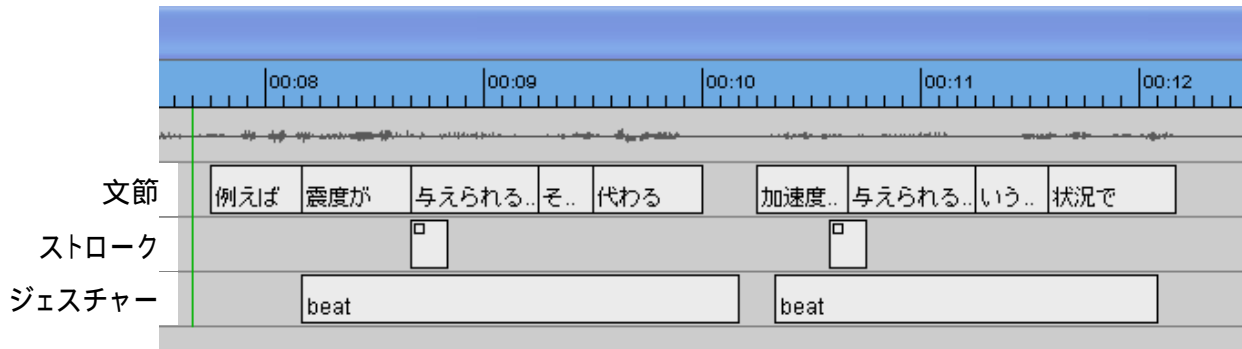 00:08 00:09 00:10 00:11 00:12
文節 例えば 震度が 与えられる.. そ.. 代わる 加速度.. 与えられる.. いう.. 状況で
ストローク
ジェスチャー beat beat